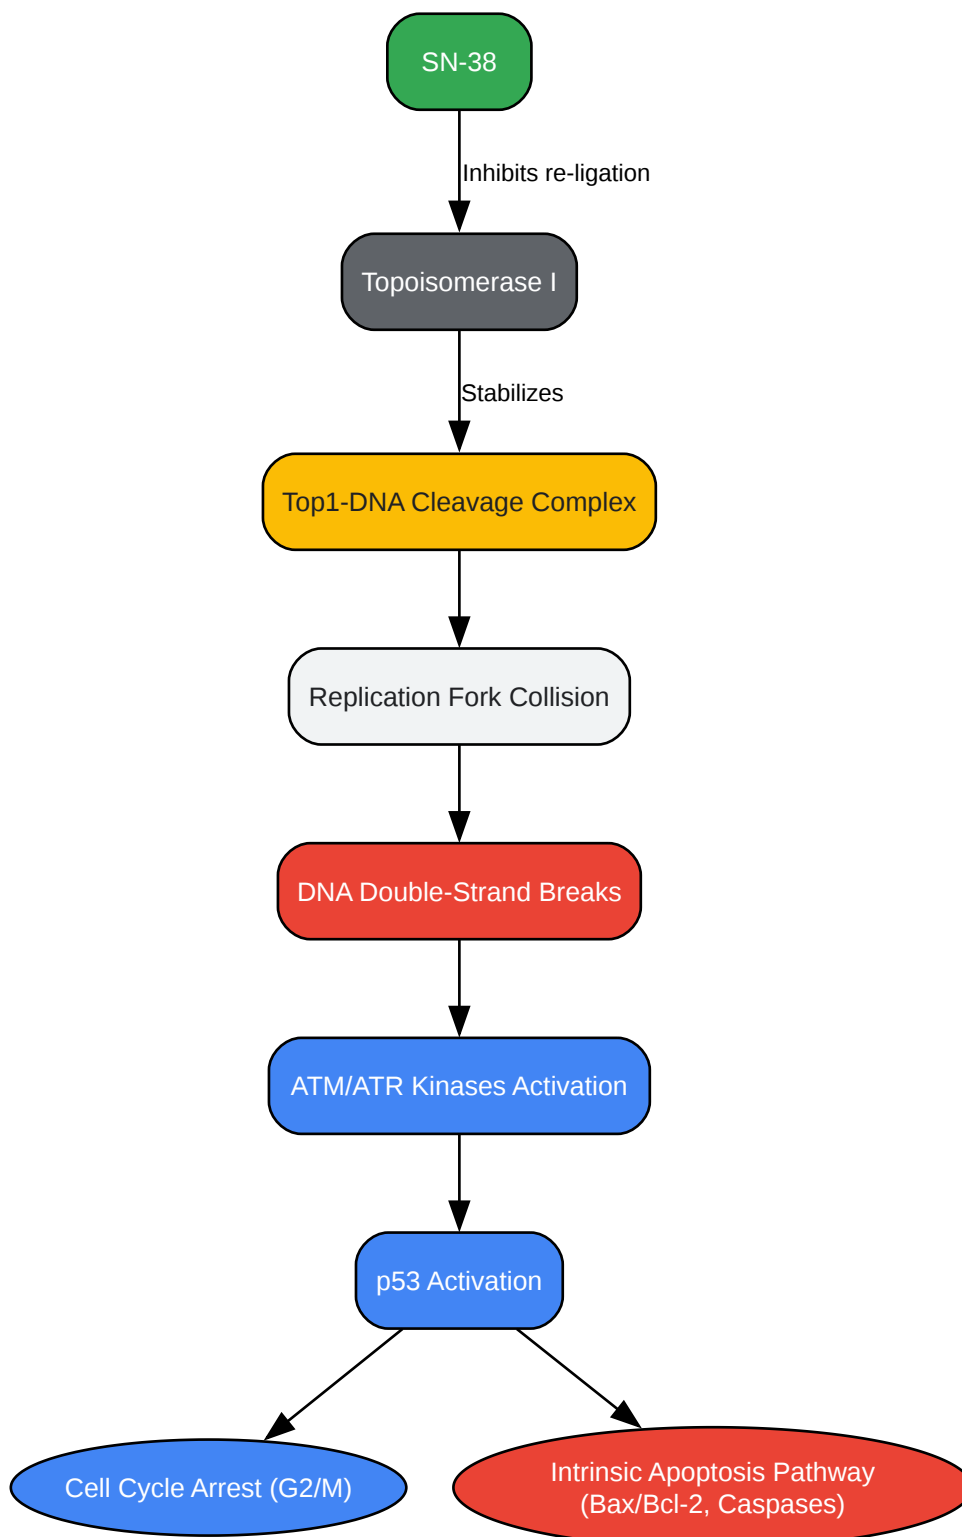 SN-38
Inhibits re-ligation
Topoisomerase I
Stabilizes
Top1-DNA Cleavage Complex
Replication Fork Collision
DNA Double-Strand Breaks
ATM/ATR Kinases Activation
p53 Activation
Cell Cycle Arrest (G2/M)
Intrinsic Apoptosis Pathway
(Bax/Bcl-2, Caspases)